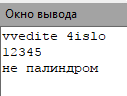 Окно вывода
vvedite 4islo
12345
не палиндром